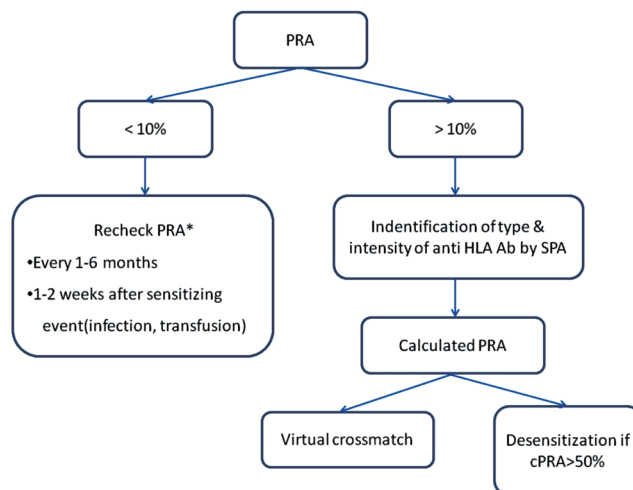 PRA
< 10%
> 10%
Recheck PRA*
•Every 1-6 months
•1-2 weeks after sensitizing
event(infection, transfusion)
Indentification of type &
intensity of anti HLA Ab by SPA
Calculated PRA
Virtual crossmatch
Desensitization if
cPRA>50%